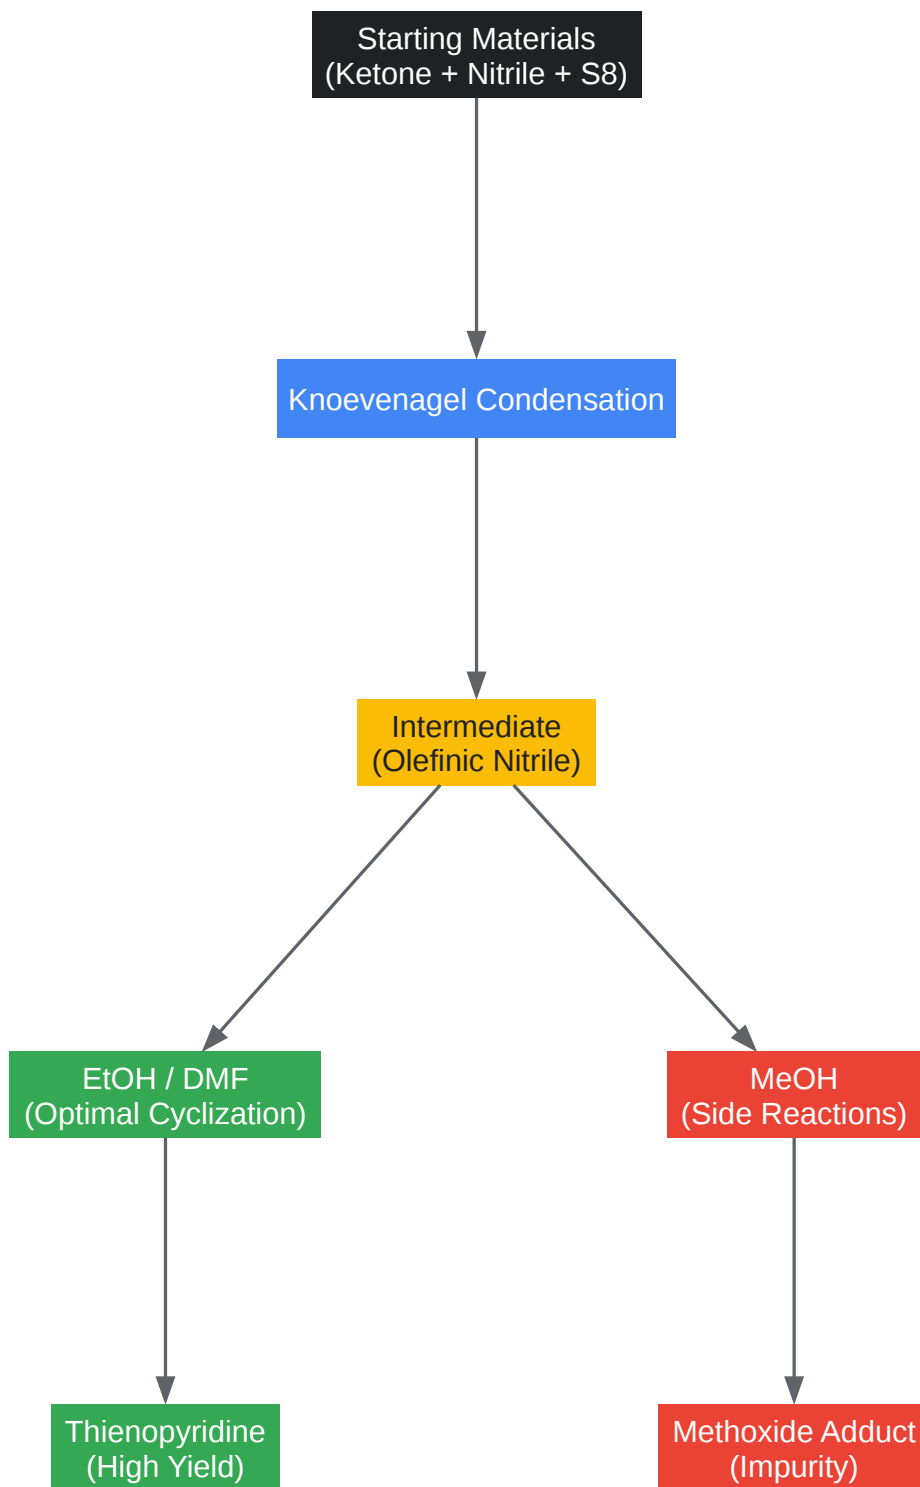 Starting Materials
(Ketone + Nitrile + S8)
Knoevenagel Condensation
Intermediate
(Olefinic Nitrile)
EtOH / DMF
(Optimal Cyclization)
MeOH
(Side Reactions)
Thienopyridine
(High Yield)
Methoxide Adduct
(Impurity)